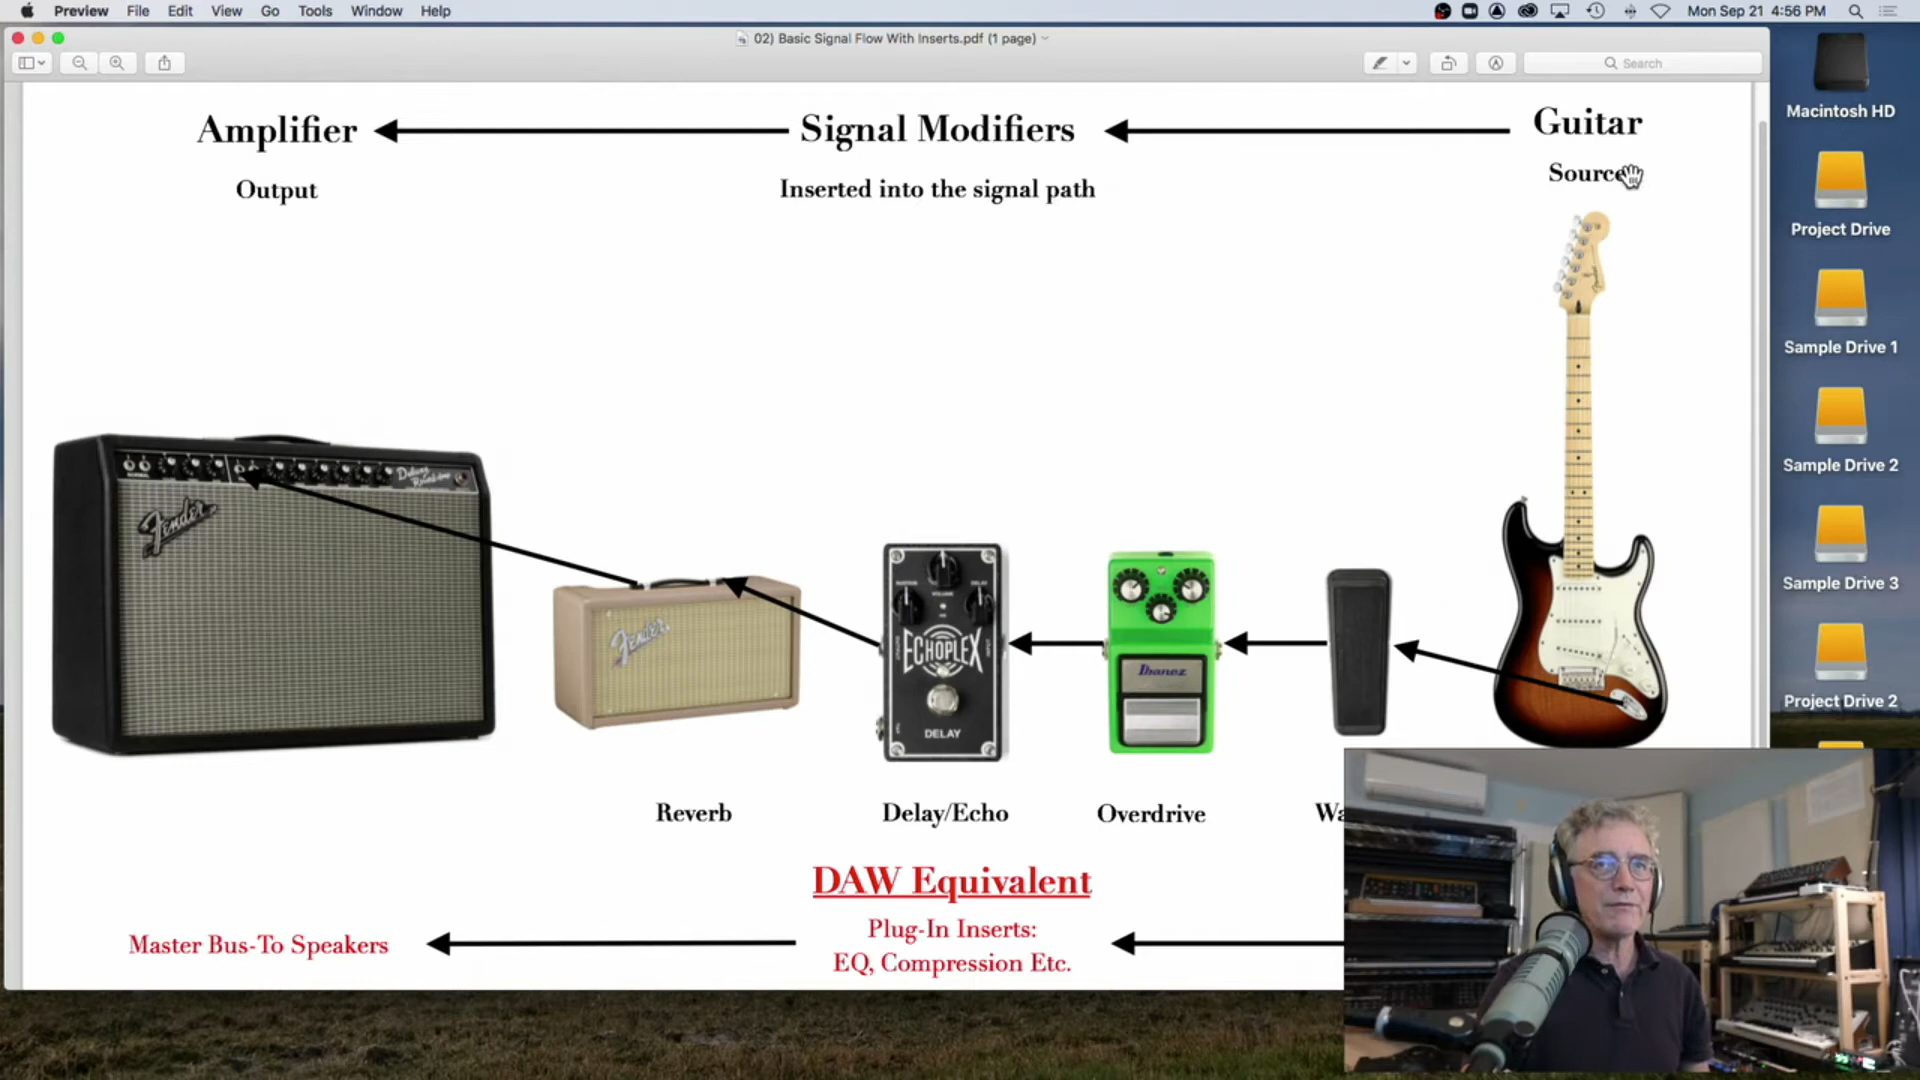 Preview File Edit View Go Tools Window Help
Mon Sep 21 4:56 PM
02) Basic Signal Flow With Inserts.pdf (1 page)
Search
Amplifier
Signal Modifiers
Guitar
Output
Inserted into the signal path
Source
Macintosh HD
Project Drive
Sample Drive 1
Sample Drive 2
Sample Drive 3
Project Drive 2
Fender
Deluxe
Fender
VOLUME
ECHOPLEX
DELAY
Ibanez
Reverb
Delay/Echo
Overdrive
Wa
DAW Equivalent
Plug-In Inserts:
Master Bus-To Speakers
EQ, Compression Etc.